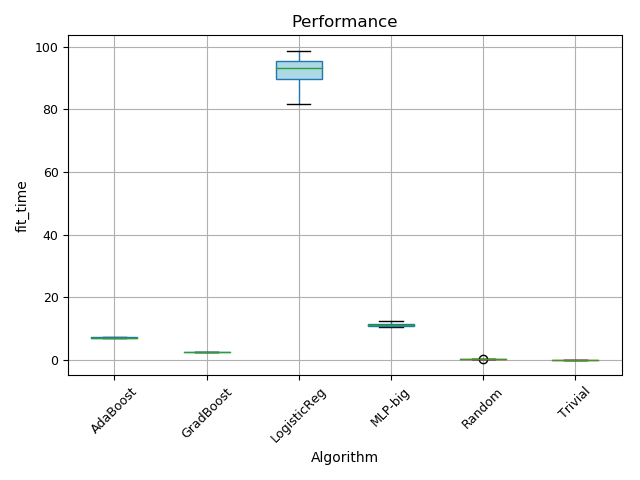 Performance
fit_time
100
80
60
40
20
0
AdaBoost
GradBoost
LogisticReg
MLP-big
Random
Trivial
Algorithm